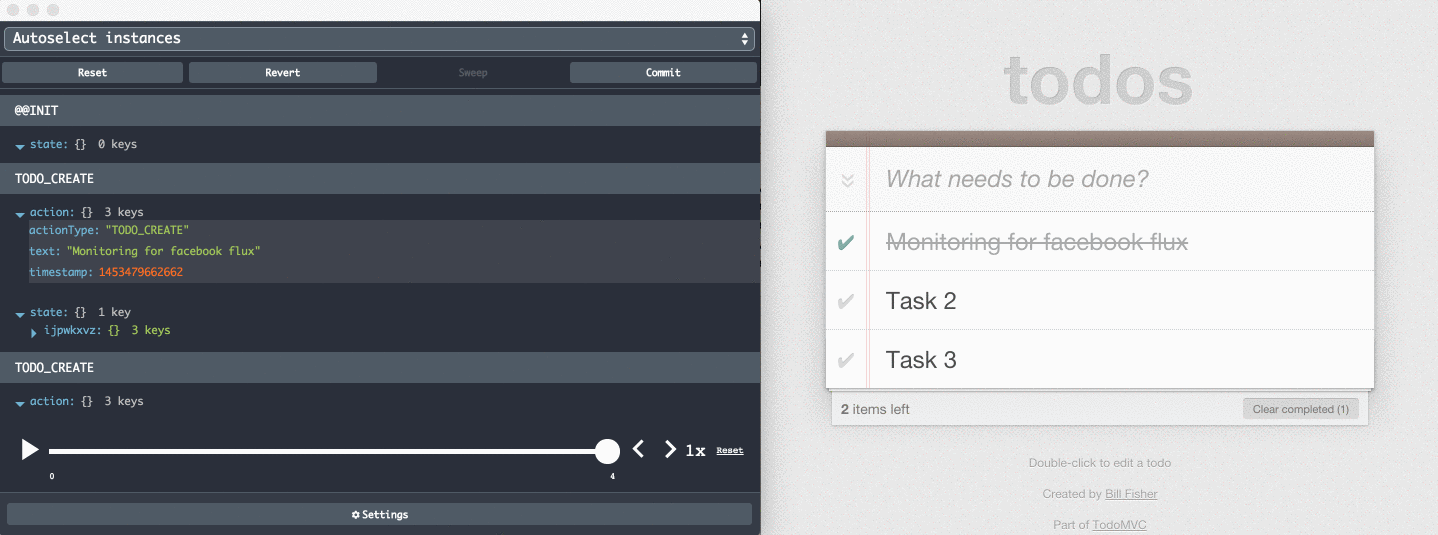 Autoselect instances
Reset Revert Sweep Commit
@@INIT
state: {} 0 keys
TODO_CREATE
action: {} 3 keys
actionType: "TODO_CREATE"
text: "Monitoring for facebook flux"
timestamp: 1453479662662
state: {} 1 key
ijpwkxvz: {} 3 keys
TODO_CREATE
action: {} 3 keys
1x Reset
0 4
Settings
todos
What needs to be done?
Monitoring for facebook flux
Task 2
Task 3
2 items left Clear completed (1)
Double-click to edit a todo
Created by Bill Fisher
Part of TodoMVC